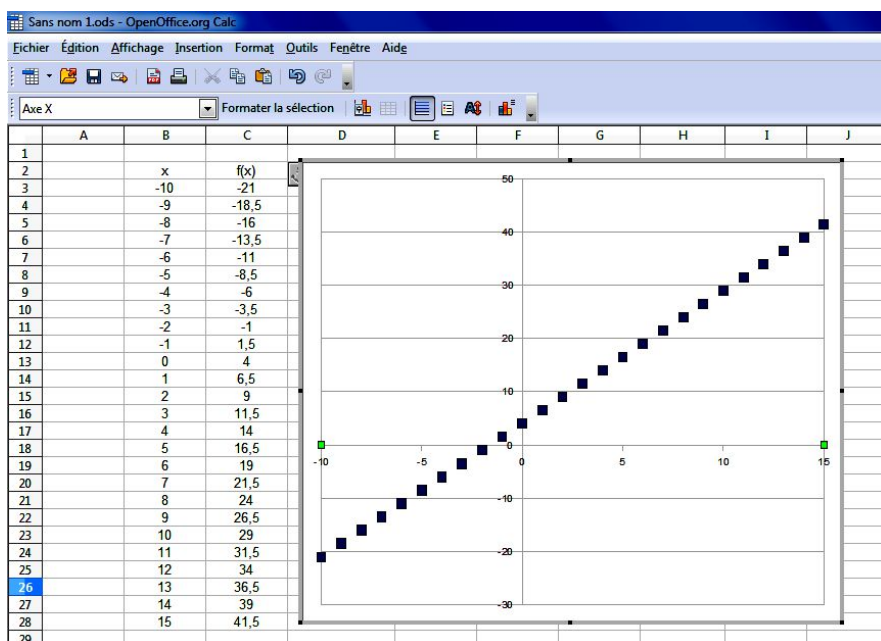 Sans nom 1.ods - OpenOffice.org Calc
Fichier Édition Affichage Insertion Format Outils Fenêtre Aide
Axe X Formater la sélection
A B C D E F G H I J
1
2 x f(x)
3 -10 -21
4 -9 -18,5
5 -8 -16
6 -7 -13,5
7 -6 -11
8 -5 -8,5
9 -4 -6
10 -3 -3,5
11 -2 -1
12 -1 1,5
13 0 4
14 1 6,5
15 2 9
16 3 11,5
17 4 14
18 5 16,5
19 6 19
20 7 21,5
21 8 24
22 9 26,5
23 10 29
24 11 31,5
25 12 34
26 13 36,5
27 14 39
28 15 41,5
29
50
40
30
20
10
0
-10 -5 0 5 10 15
-10
-20
-30